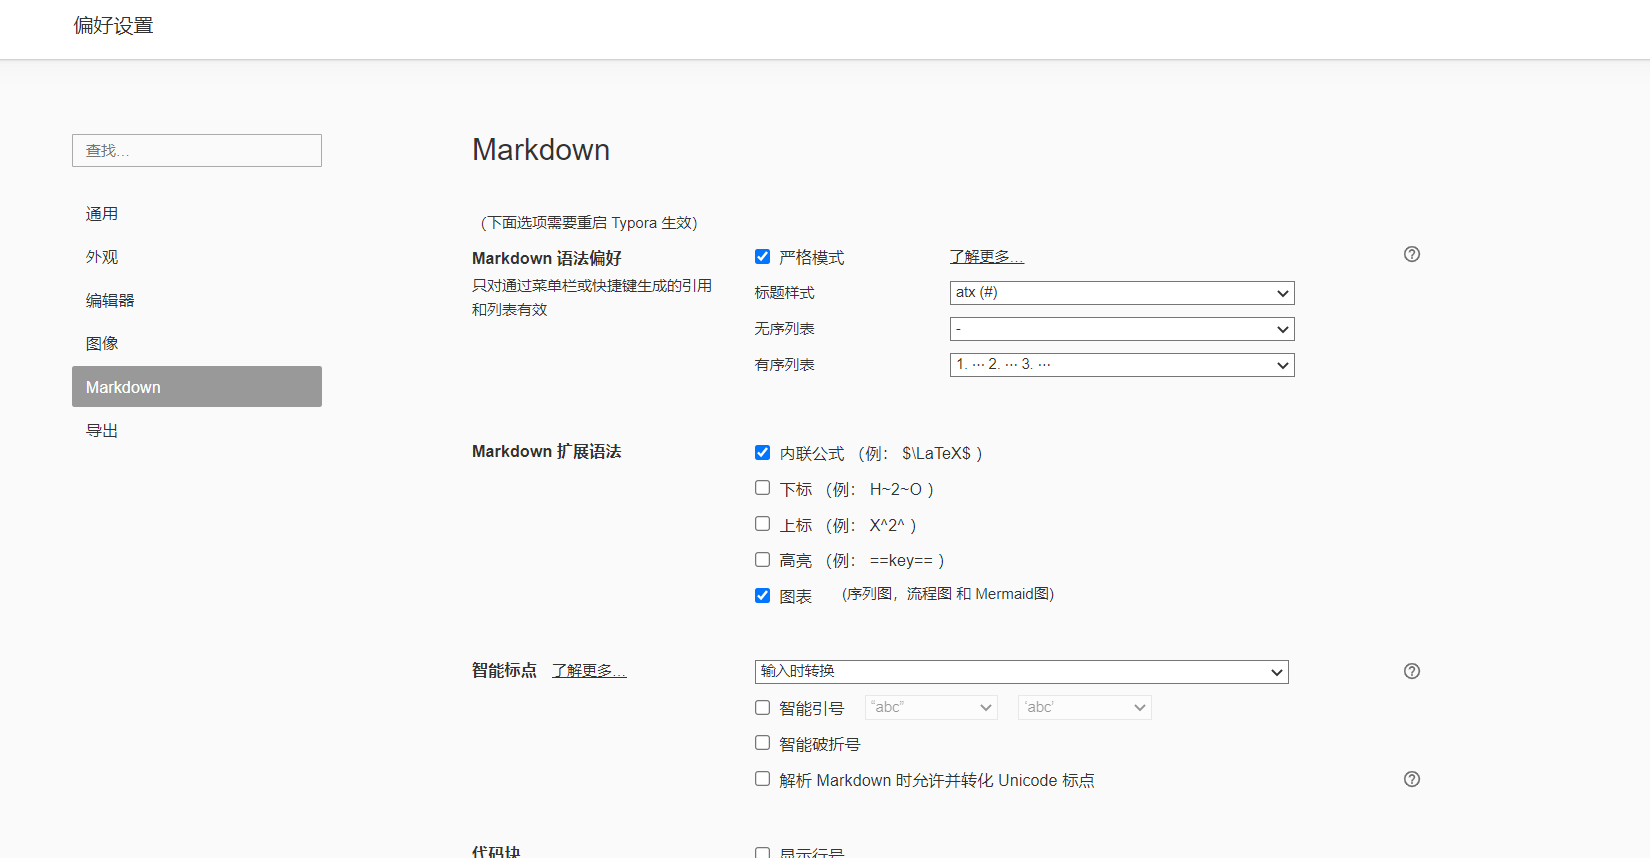 偏好设置
查找...
通用
外观
编辑器
图像
Markdown
导出
Markdown
（下面选项需要重启 Typora 生效）
Markdown 语法偏好
只对通过菜单栏或快捷键生成的引用
和列表有效
严格模式 了解更多...
标题样式 atx (#)
无序列表 -
有序列表 1. ··· 2. ··· 3. ···
Markdown 扩展语法
内联公式 （例： $\LaTeX$ ）
下标 （例： H~2~O ）
上标 （例： X^2^ ）
高亮 （例： ==key== ）
图表 (序列图，流程图 和 Mermaid图)
智能标点 了解更多... 输入时转换
智能引号 “abc” ‘abc’
智能破折号
解析 Markdown 时允许并转化 Unicode 标点
代码块 显示行号